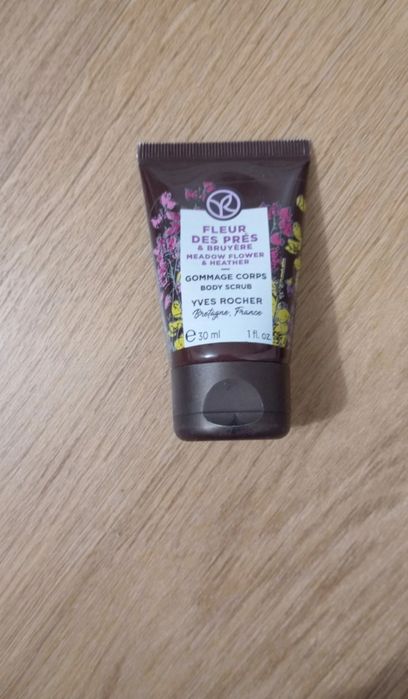 YR
FLEUR
DES PRÉS
& BRUYÈRE
MEADOW FLOWER
& HEATHER
GOMMAGE CORPS
BODY SCRUB
YVES ROCHER
Bretagne, France
e 30 ml 1 fl. oz